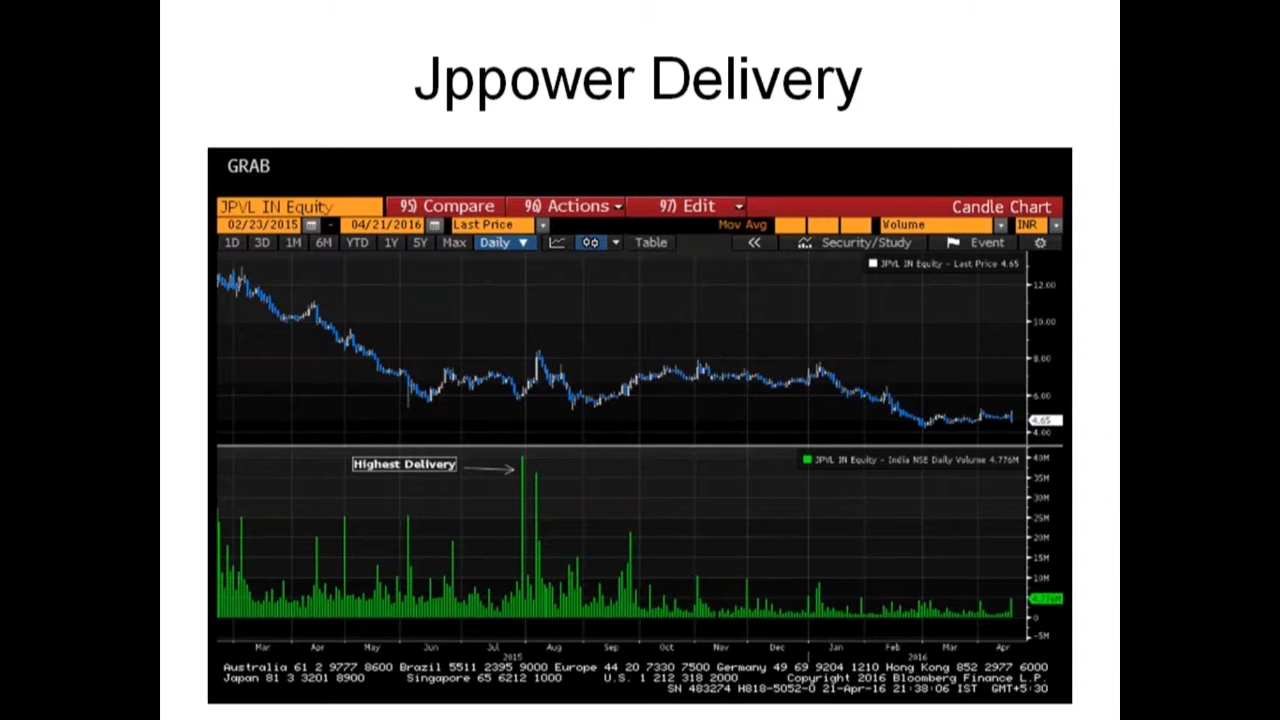 Jppower Delivery
GRAB
JPVL IN Equity 95) Compare 96) Actions 97) Edit Candle Chart
02/23/2015 - 04/21/2016 Last Price Mov Avg Volume INR
1D 3D 1M 6M YTD 1Y 5Y Max Daily ▼ Table « Security/Study Event
JPVL IN Equity - Last Price 4.65
12.00
10.00
8.00
6.00
4.65
4.00
Highest Delivery
JPVL IN Equity - India NSE Daily Volume 4.776M
40M
35M
30M
25M
20M
15M
10M
4.776M
0
-5M
Mar Apr May Jun Jul Aug Sep Oct Nov Dec Jan Feb Mar Apr
2015 2016
Australia 61 2 9777 8600 Brazil 5511 2395 9000 Europe 44 20 7330 7500 Germany 49 69 9204 1210 Hong Kong 852 2977 6000
Japan 81 3 3201 8900 Singapore 65 6212 1000 U.S. 1 212 318 2000 Copyright 2016 Bloomberg Finance L.P.
SN 483274 H818-5052-0 21-Apr-16 21:38:06 IST GMT+5:30